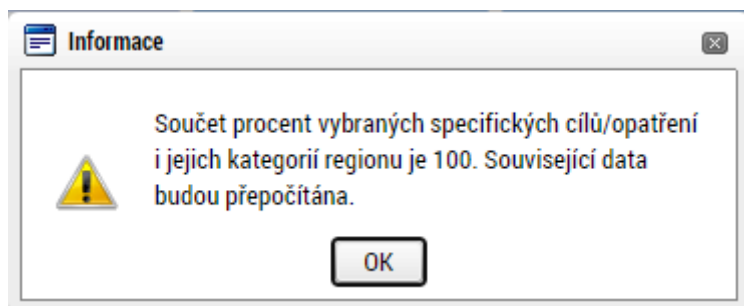 Informace
Součet procent vybraných specifických cílů/opatření
i jejich kategorií regionu je 100. Související data
budou přepočítána.
OK